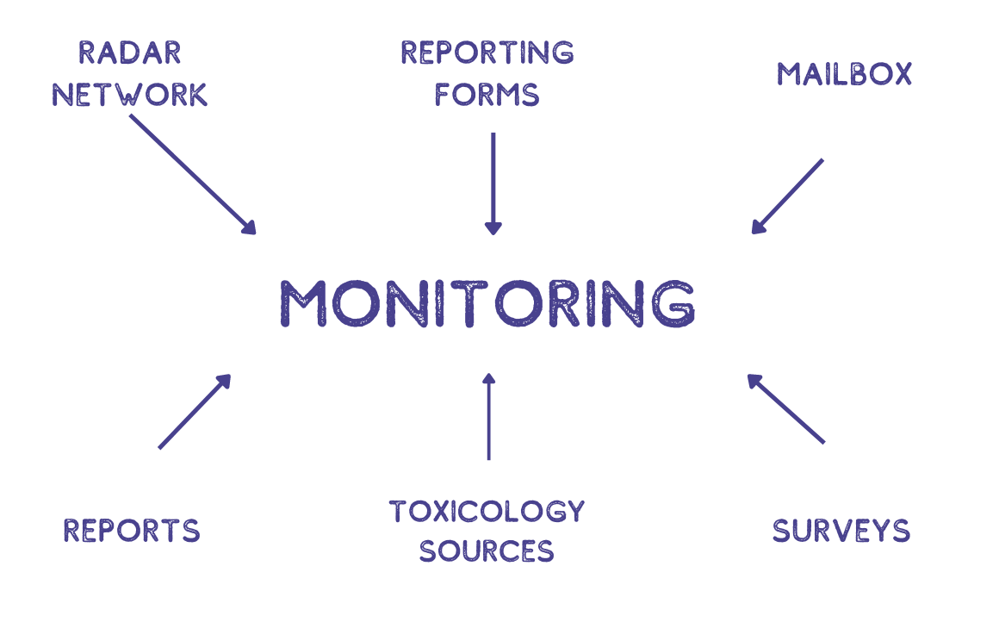 RADAR
NETWORK
REPORTING
FORMS
MAILBOX
MONITORING
REPORTS
TOXICOLOGY
SOURCES
SURVEYS